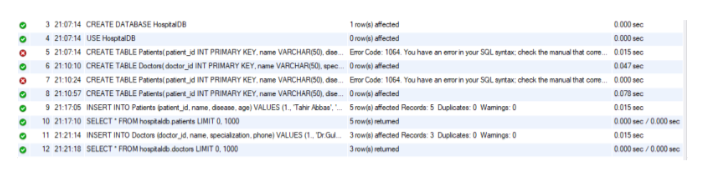 3 21:07:14 CREATE DATABASE HospitalDB 1 row(s) affected 0.000 sec
4 21:07:14 USE HospitalDB 0 row(s) affected 0.000 sec
5 21:07:14 CREATE TABLE Patients( patient_id INT PRIMARY KEY, name VARCHAR(50), dise... Error Code: 1064. You have an error in your SQL syntax; check the manual that corre... 0.015 sec
6 21:10:10 CREATE TABLE Doctors( doctor_id INT PRIMARY KEY, name VARCHAR(50), spec... 0 row(s) affected 0.047 sec
7 21:10:24 CREATE TABLE Patients( patient_id INT PRIMARY KEY, name VARCHAR(50), dise... Error Code: 1064. You have an error in your SQL syntax; check the manual that corre... 0.000 sec
8 21:10:57 CREATE TABLE Patients( patient_id INT PRIMARY KEY, name VARCHAR(50), dise... 0 row(s) affected 0.078 sec
9 21:17:05 INSERT INTO Patients (patient_id, name, disease, age) VALUES (1,, 'Tahir Abbas', '... 5 row(s) affected Records: 5 Duplicates: 0 Warnings: 0 0.015 sec
10 21:17:10 SELECT * FROM hospitaldb.patients LIMIT 0, 1000 5 row(s) returned 0.000 sec / 0.000 sec
11 21:21:14 INSERT INTO Doctors (doctor_id, name, specialization, phone) VALUES (1,, 'Dr.Gul... 3 row(s) affected Records: 3 Duplicates: 0 Warnings: 0 0.015 sec
12 21:21:18 SELECT * FROM hospitaldb.doctors LIMIT 0, 1000 3 row(s) returned 0.000 sec / 0.000 sec